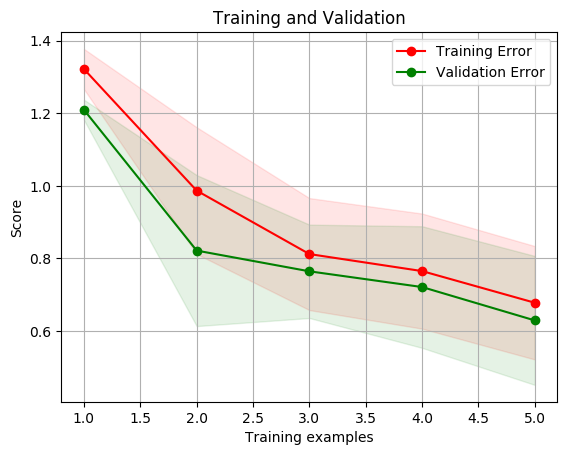 Training and Validation
Training Error
Validation Error
1.4
1.2
1.0
0.8
0.6
Score
1.0 1.5 2.0 2.5 3.0 3.5 4.0 4.5 5.0
Training examples